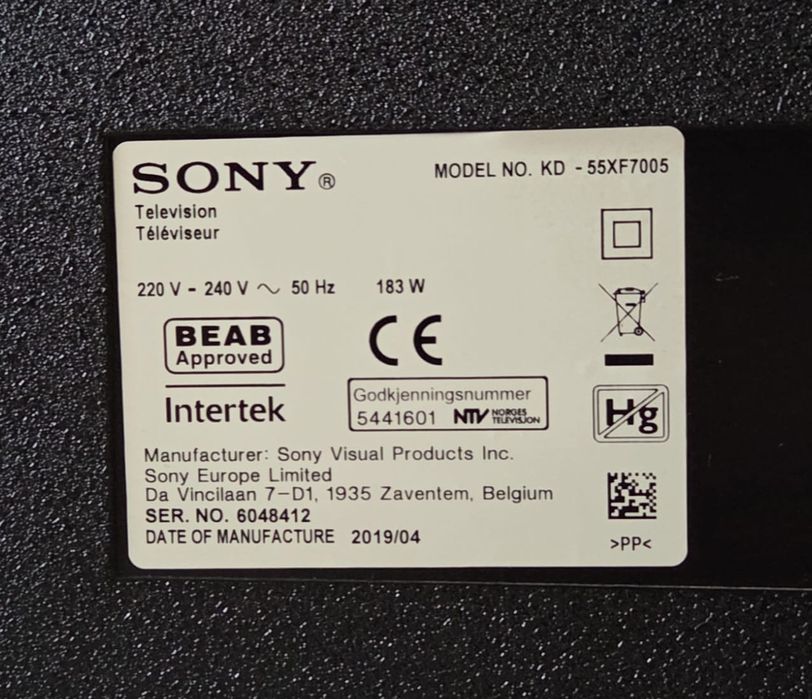 SONY®
MODEL NO. KD - 55XF7005
Television
Téléviseur
220 V - 240 V ~ 50 Hz 183 W
BEAB
Approved
CE
Intertek
Godkjenningsnummer
5441601 NTV NORGES
TELEVISJON
Hg
Manufacturer: Sony Visual Products Inc.
Sony Europe Limited
Da Vincilaan 7-D1, 1935 Zaventem, Belgium
SER. NO. 6048412
DATE OF MANUFACTURE 2019/04
>PP<